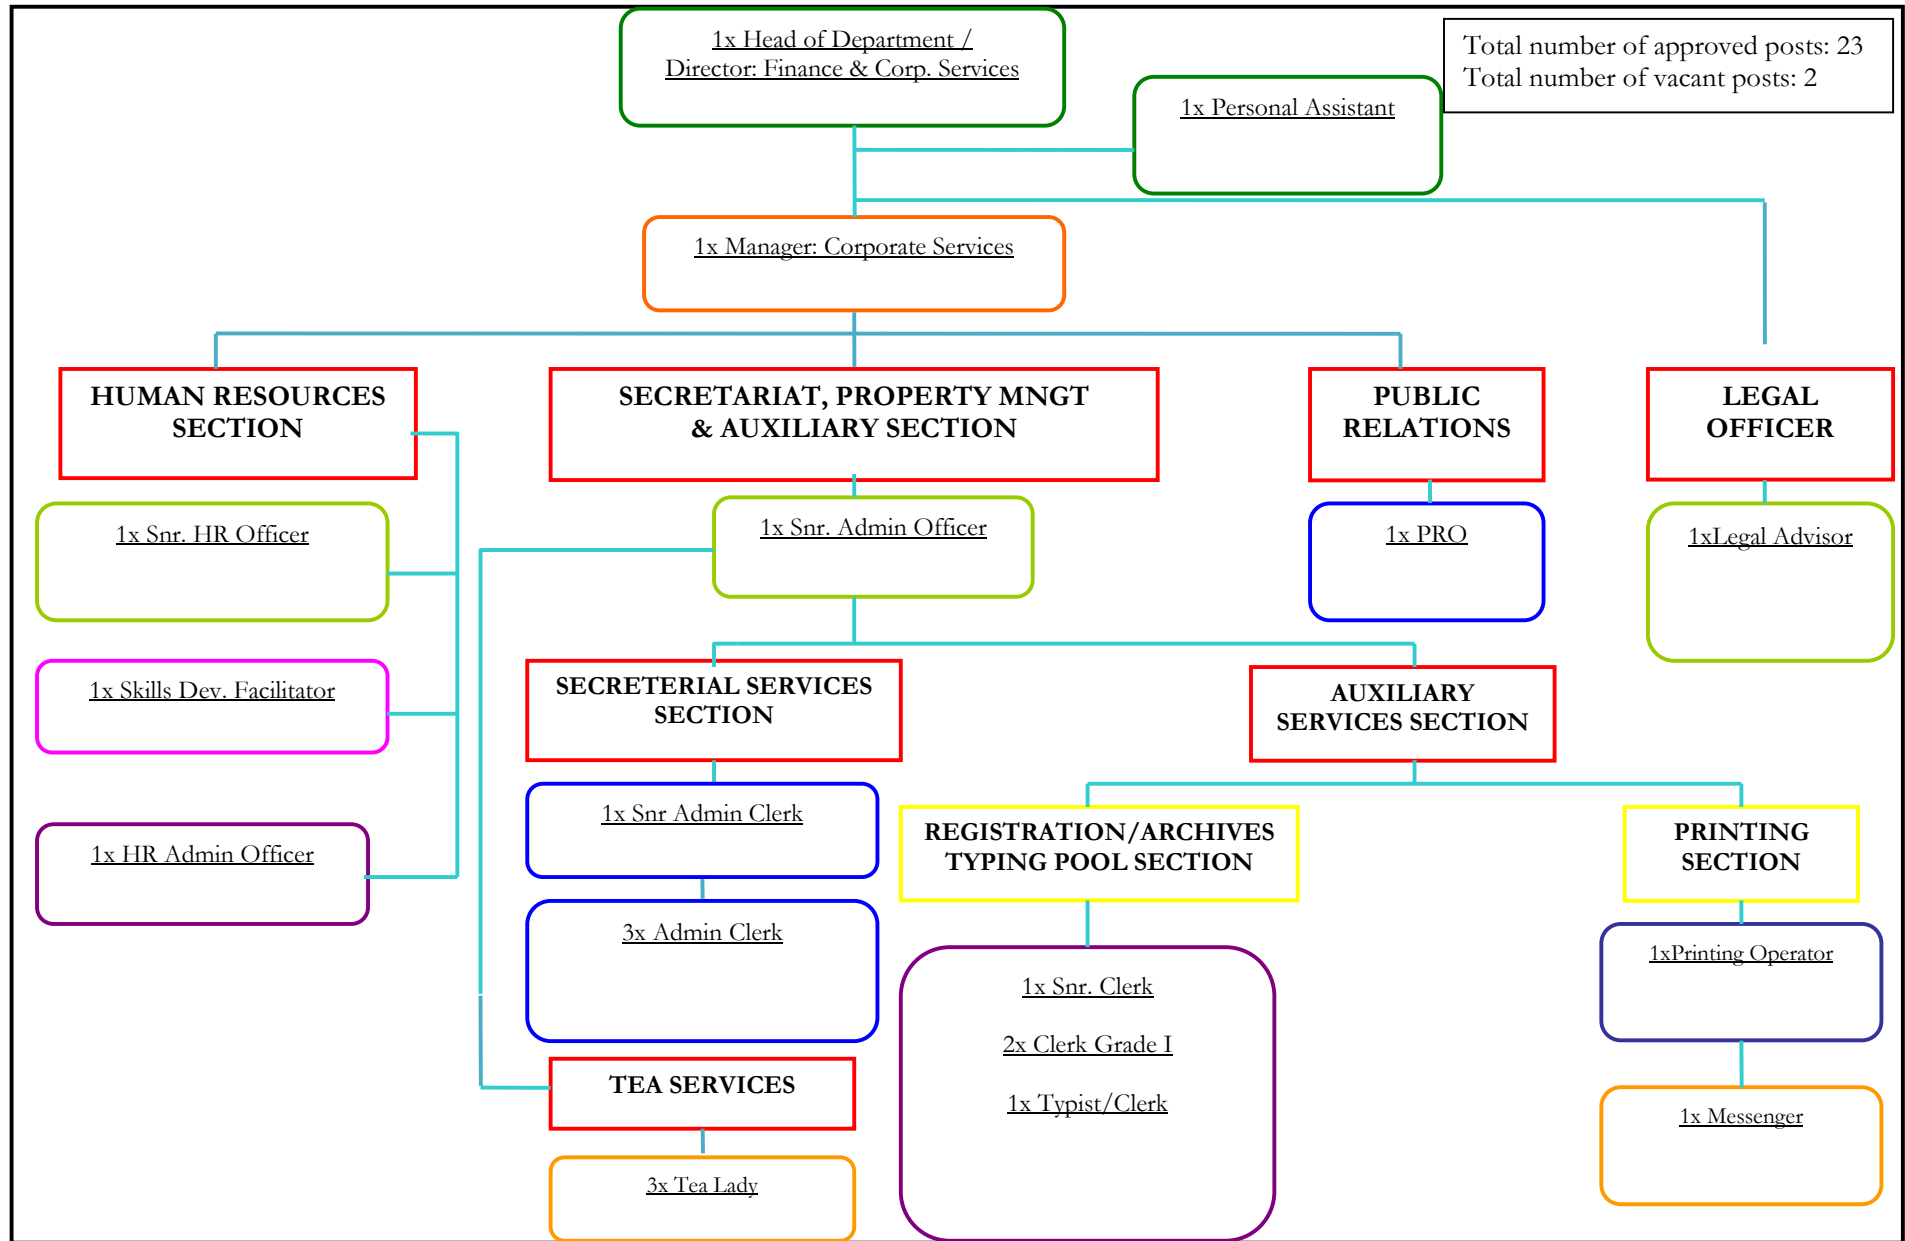 1x Head of Department /
Director: Finance & Corp. Services
Total number of approved posts: 23
Total number of vacant posts: 2
1x Personal Assistant
1x Manager: Corporate Services
HUMAN RESOURCES
SECTION
SECRETARIAT, PROPERTY MNGT
& AUXILIARY SECTION
PUBLIC
RELATIONS
LEGAL
OFFICER
1x Snr. HR Officer
1x Snr. Admin Officer
1x PRO
1xLegal Advisor
1x Skills Dev. Facilitator
SECRETERIAL SERVICES
SECTION
AUXILIARY
SERVICES SECTION
1x HR Admin Officer
1x Snr Admin Clerk
REGISTRATION/ARCHIVES
TYPING POOL SECTION
PRINTING
SECTION
3x Admin Clerk
1x Snr. Clerk
2x Clerk Grade I
1x Typist/Clerk
1xPrinting Operator
TEA SERVICES
1x Messenger
3x Tea Lady